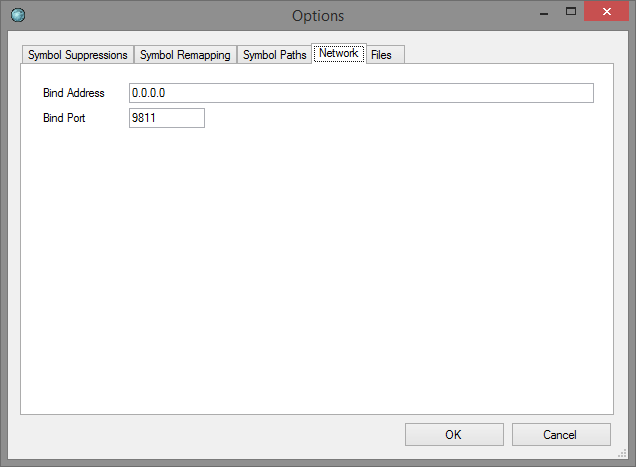 Options
Symbol Suppressions Symbol Remapping Symbol Paths Network Files
Bind Address 0.0.0.0
Bind Port 9811
OK Cancel